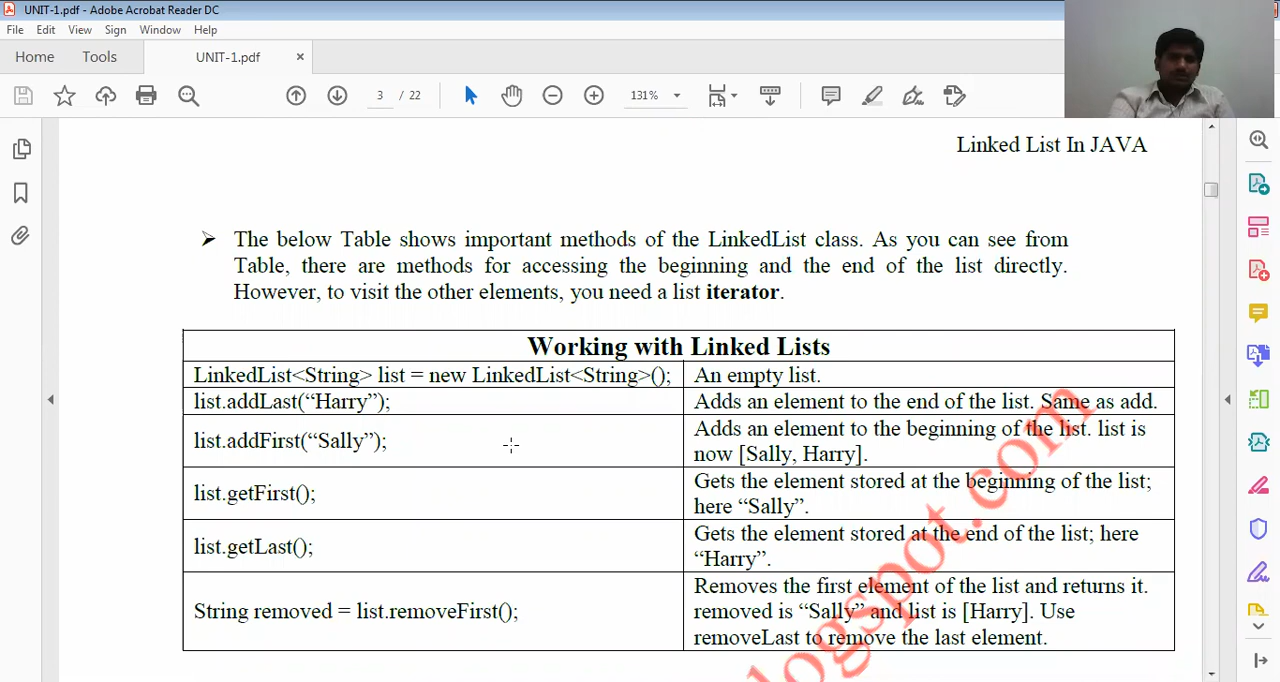 UNIT-1.pdf - Adobe Acrobat Reader DC
File Edit View Sign Window Help
Home Tools UNIT-1.pdf ×
3 / 22 131%
Linked List In JAVA
➢ The below Table shows important methods of the LinkedList class. As you can see from
Table, there are methods for accessing the beginning and the end of the list directly.
However, to visit the other elements, you need a list iterator.
Working with Linked Lists
LinkedList<String> list = new LinkedList<String>(); An empty list.
list.addLast(“Harry”); Adds an element to the end of the list. Same as add.
list.addFirst(“Sally”); Adds an element to the beginning of the list. list is
now [Sally, Harry].
list.getFirst(); Gets the element stored at the beginning of the list;
here “Sally”.
list.getLast(); Gets the element stored at the end of the list; here
“Harry”.
String removed = list.removeFirst(); Removes the first element of the list and returns it.
removed is “Sally” and list is [Harry]. Use
removeLast to remove the last element.
logspot.com